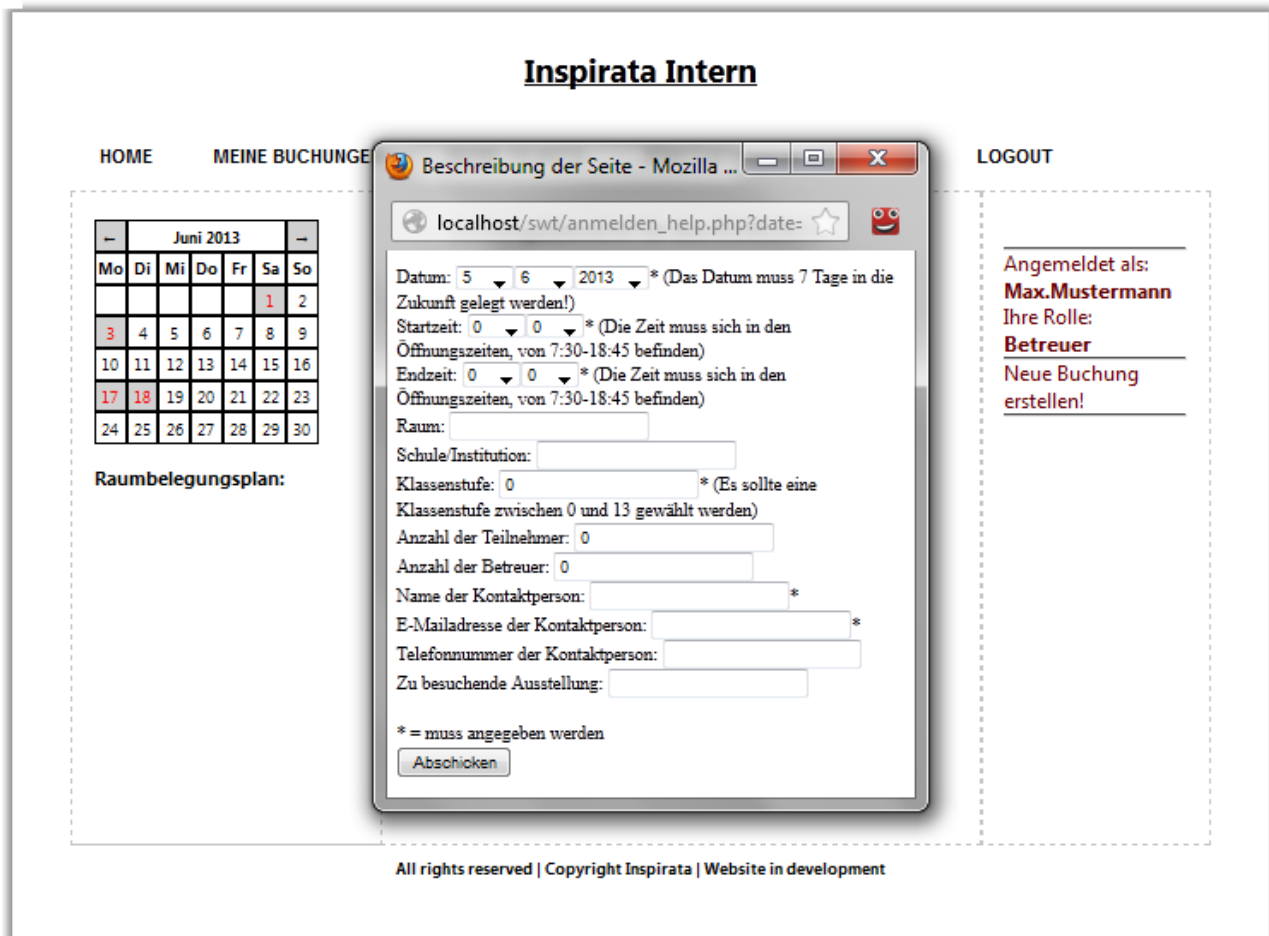 Inspirata Intern
HOME MEINE BUCHUNGE LOGOUT
Beschreibung der Seite - Mozilla ...
localhost/swt/anmelden_help.php?date=
← Juni 2013 →
Mo Di Mi Do Fr Sa So
1 2
3 4 5 6 7 8 9
10 11 12 13 14 15 16
17 18 19 20 21 22 23
24 25 26 27 28 29 30
Raumbelegungsplan:
Datum: 5 6 2013 * (Das Datum muss 7 Tage in die
Zukunft gelegt werden!)
Startzeit: 0 0 * (Die Zeit muss sich in den
Öffnungszeiten, von 7:30-18:45 befinden)
Endzeit: 0 0 * (Die Zeit muss sich in den
Öffnungszeiten, von 7:30-18:45 befinden)
Raum:
Schule/Institution:
Klassenstufe: 0 * (Es sollte eine
Klassenstufe zwischen 0 und 13 gewählt werden)
Anzahl der Teilnehmer: 0
Anzahl der Betreuer: 0
Name der Kontaktperson: *
E-Mailadresse der Kontaktperson: *
Telefonnummer der Kontaktperson:
Zu besuchende Ausstellung:
* = muss angegeben werden
Abschicken
Angemeldet als:
Max.Mustermann
Ihre Rolle:
Betreuer
Neue Buchung
erstellen!
All rights reserved | Copyright Inspirata | Website in development